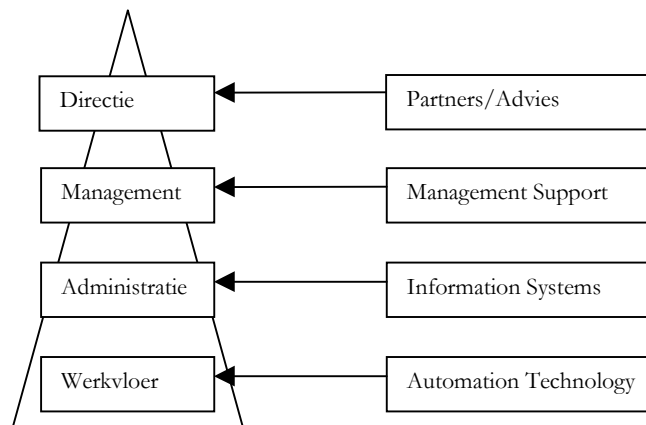 Directie
Partners/Advies
Management
Management Support
Administratie
Information Systems
Werkvloer
Automation Technology